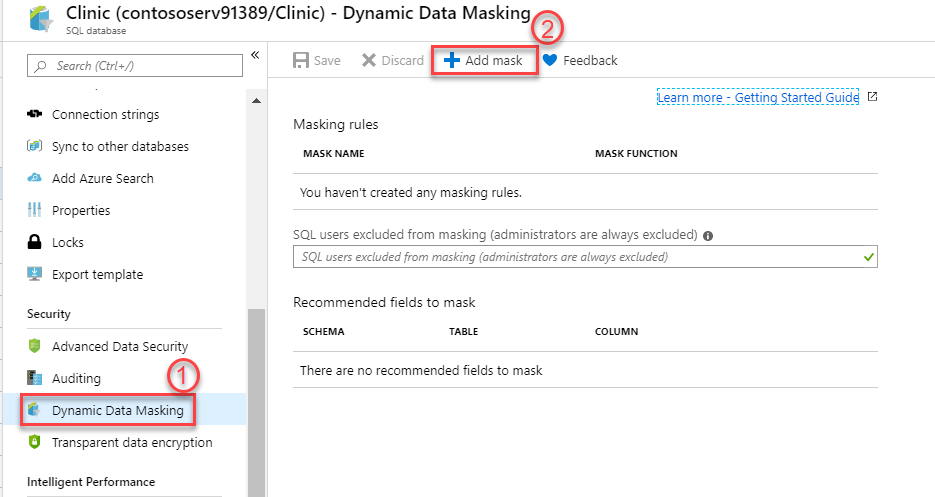 Clinic (contososerv91389/Clinic) - Dynamic Data Masking
SQL database
2
Search (Ctrl+/)
«
Save
Discard
Add mask
Feedback
Learn more - Getting Started Guide
Connection strings
Sync to other databases
Add Azure Search
Properties
Locks
Export template
Security
Advanced Data Security
Auditing
1
Dynamic Data Masking
Transparent data encryption
Intelligent Performance
Masking rules
MASK NAME MASK FUNCTION
You haven't created any masking rules.
SQL users excluded from masking (administrators are always excluded)
SQL users excluded from masking (administrators are always excluded)
Recommended fields to mask
SCHEMA TABLE COLUMN
There are no recommended fields to mask